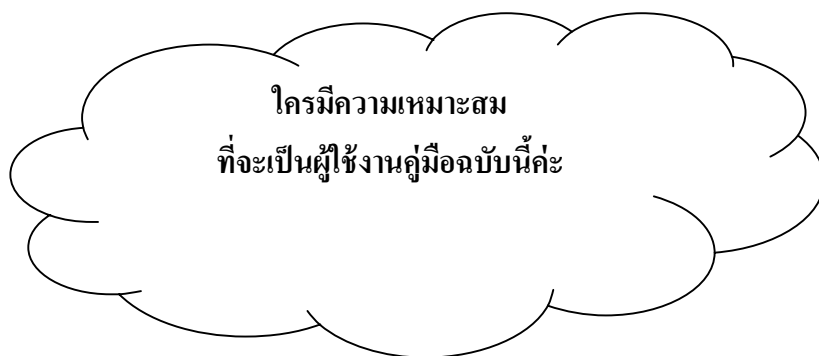 ใครมีความเหมาะสม
ที่จะเป็นผู้ใช้งานคู่มือฉบับนี้ค่ะ